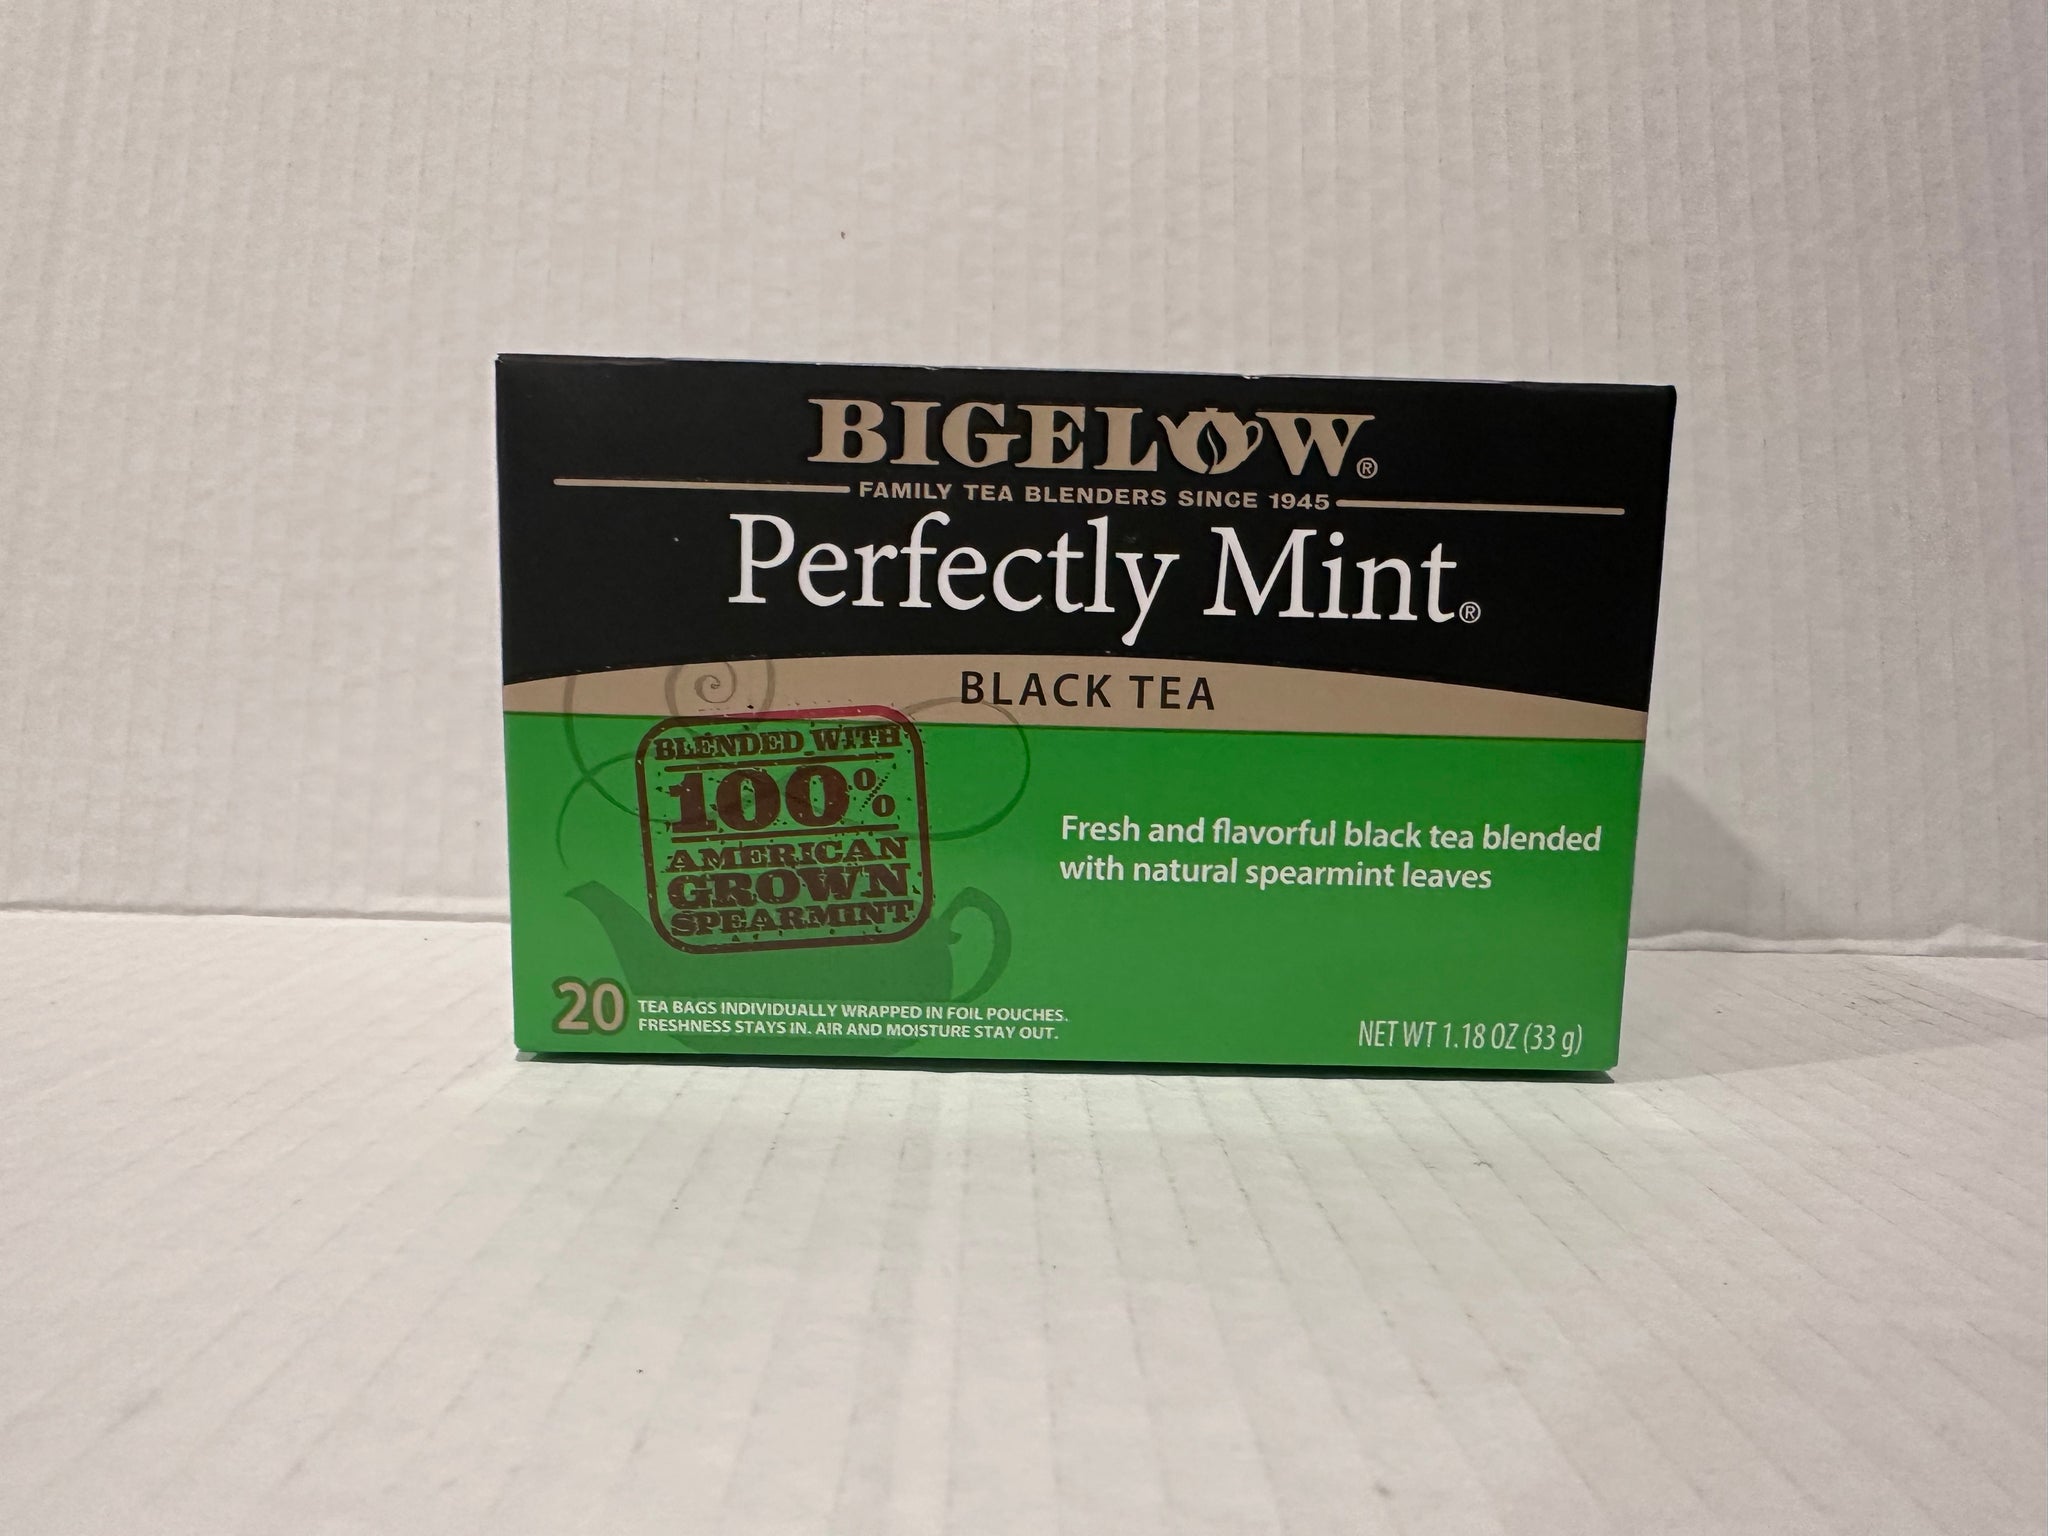 BIGELOW®
FAMILY TEA BLENDERS SINCE 1945
Perfectly Mint®
BLACK TEA
BLENDED WITH
100%
AMERICAN
GROWN
SPEARMINT
Fresh and flavorful black tea blended
with natural spearmint leaves
20 TEA BAGS INDIVIDUALLY WRAPPED IN FOIL POUCHES.
FRESHNESS STAYS IN. AIR AND MOISTURE STAY OUT.
NET WT 1.18 OZ (33 g)